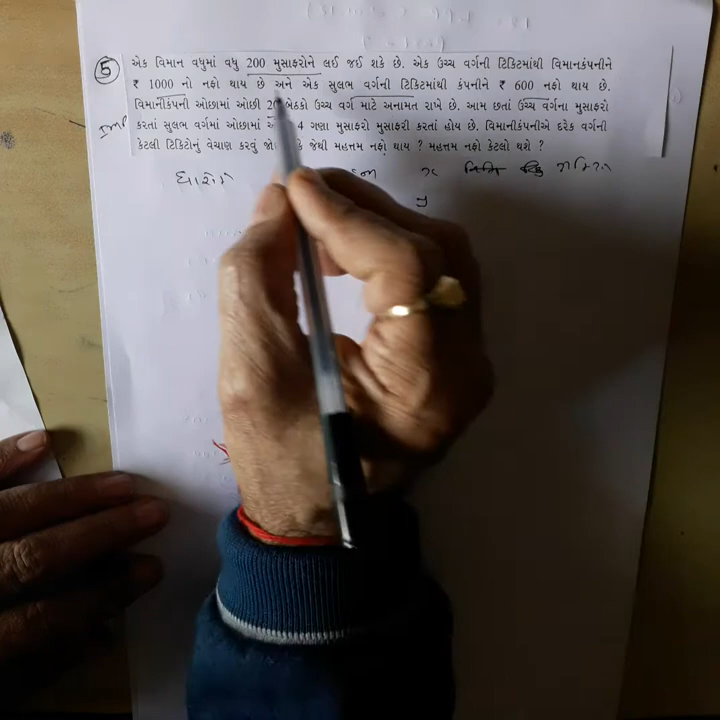 5 એક વિમાન વધુમાં વધુ 200 મુસાફરોને લઈ જઈ શકે છે. એક ઉચ્ચ વર્ગની ટિકિટમાંથી વિમાનકંપનીને
₹ 1000 નો નફો થાય છે અને એક સુલભ વર્ગની ટિકિટમાંથી કંપનીને ₹ 600 નફો થાય છે.
વિમાનીકંપની ઓછામાં ઓછી બેઠકો ઉચ્ચ વર્ગ માટે અનામત રાખે છે. આમ છતાં ઉચ્ચ વર્ગના મુસાફરો
IMP કરતાં સુલભ વર્ગમાં ઓછામાં 4 ગણા મુસાફરો મુસાફરી કરતાં હોય છે. વિમાનીકંપનીએ દરેક વર્ગની
કેટલી ટિકિટોનું વેચાણ કરવું કે જેથી મહત્તમ નફો થાય ? મહત્તમ નફો કેટલો થશે ?
ધારોકે
y